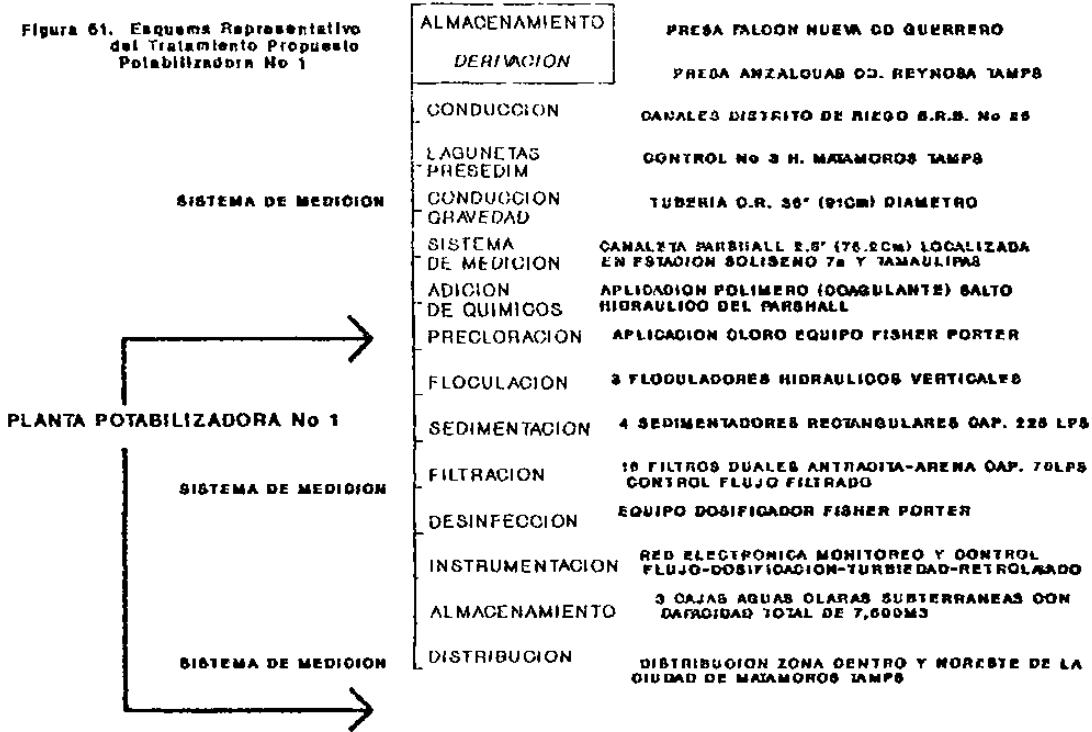 Figura 61. Esquema Representativo
del Tratamiento Propuesto
Potabilizadora No 1
ALMACENAMIENTO
PRESA FALCON NUEVA CD GUERRERO
DERIVACION
PRESA ANZALDUAS CD. REYNOSA TAMPS
CONDUCCION
CANALES DISTRITO DE RIEGO B.R.B. No 25
LAGUNETAS
PRESEDIM
CONTROL No 3 H. MATAMOROS TAMPS
SISTEMA DE MEDICION
CONDUCCION
GRAVEDAD
TUBERIA C.R. 36" (91Cm) DIAMETRO
SISTEMA
DE MEDICION
CANALETA PARSHALL 2.5' (76.2Cm) LOCALIZADA
EN ESTACION SOLISENO 7a Y TAMAULIPAS
ADICION
DE QUIMICOS
APLICACION POLIMERO (COAGULANTE) SALTO
HIDRAULICO DEL PARSHALL
PRECLORACION
APLICACION CLORO EQUIPO FISHER PORTER
FLOCULACION
3 FLOCULADORES HIDRAULICOS VERTICALES
PLANTA POTABILIZADORA No 1
SEDIMENTACION
4 SEDIMENTADORES RECTANGULARES CAP. 225 LPS
SISTEMA DE MEDICION
FILTRACION
FILTROS DUALES ANTRACITA-ARENA CAP. 70LPS
CONTROL FLUJO FILTRADO
DESINFECCION
EQUIPO DOSIFICADOR FISHER PORTER
INSTRUMENTACION
RED ELECTRONICA MONITOREO Y CONTROL
FLUJO-DOSIFICACION-TURBIEDAD-RETROLAVADO
ALMACENAMIENTO
3 CAJAS AGUAS CLARAS SUBTERRANEAS CON
CAPACIDAD TOTAL DE
SISTEMA DE MEDICION
DISTRIBUCION
DISTRIBUCION ZONA CENTRO Y NORESTE DE LA
CIUDAD DE MATAMOROS TAMPS